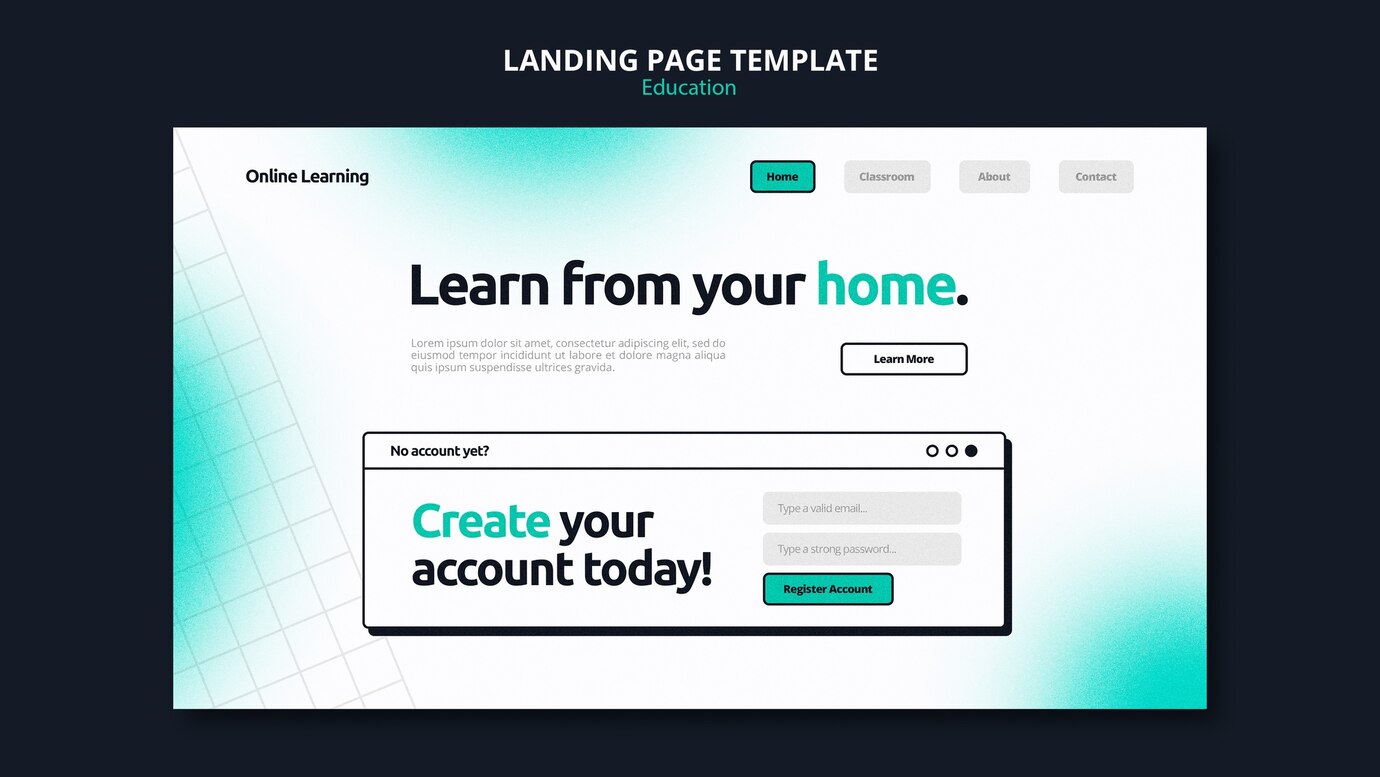 LANDING PAGE TEMPLATE
Education
Online Learning
Home
Classroom
About
Contact
Learn from your home.
Lorem ipsum dolor sit amet, consectetur adipiscing elit, sed do
eiusmod tempor incididunt ut labore et dolore magna aliqua
quis ipsum suspendisse ultrices gravida.
Learn More
No account yet?
Create your
account today!
Type a valid email...
Type a strong password...
Register Account